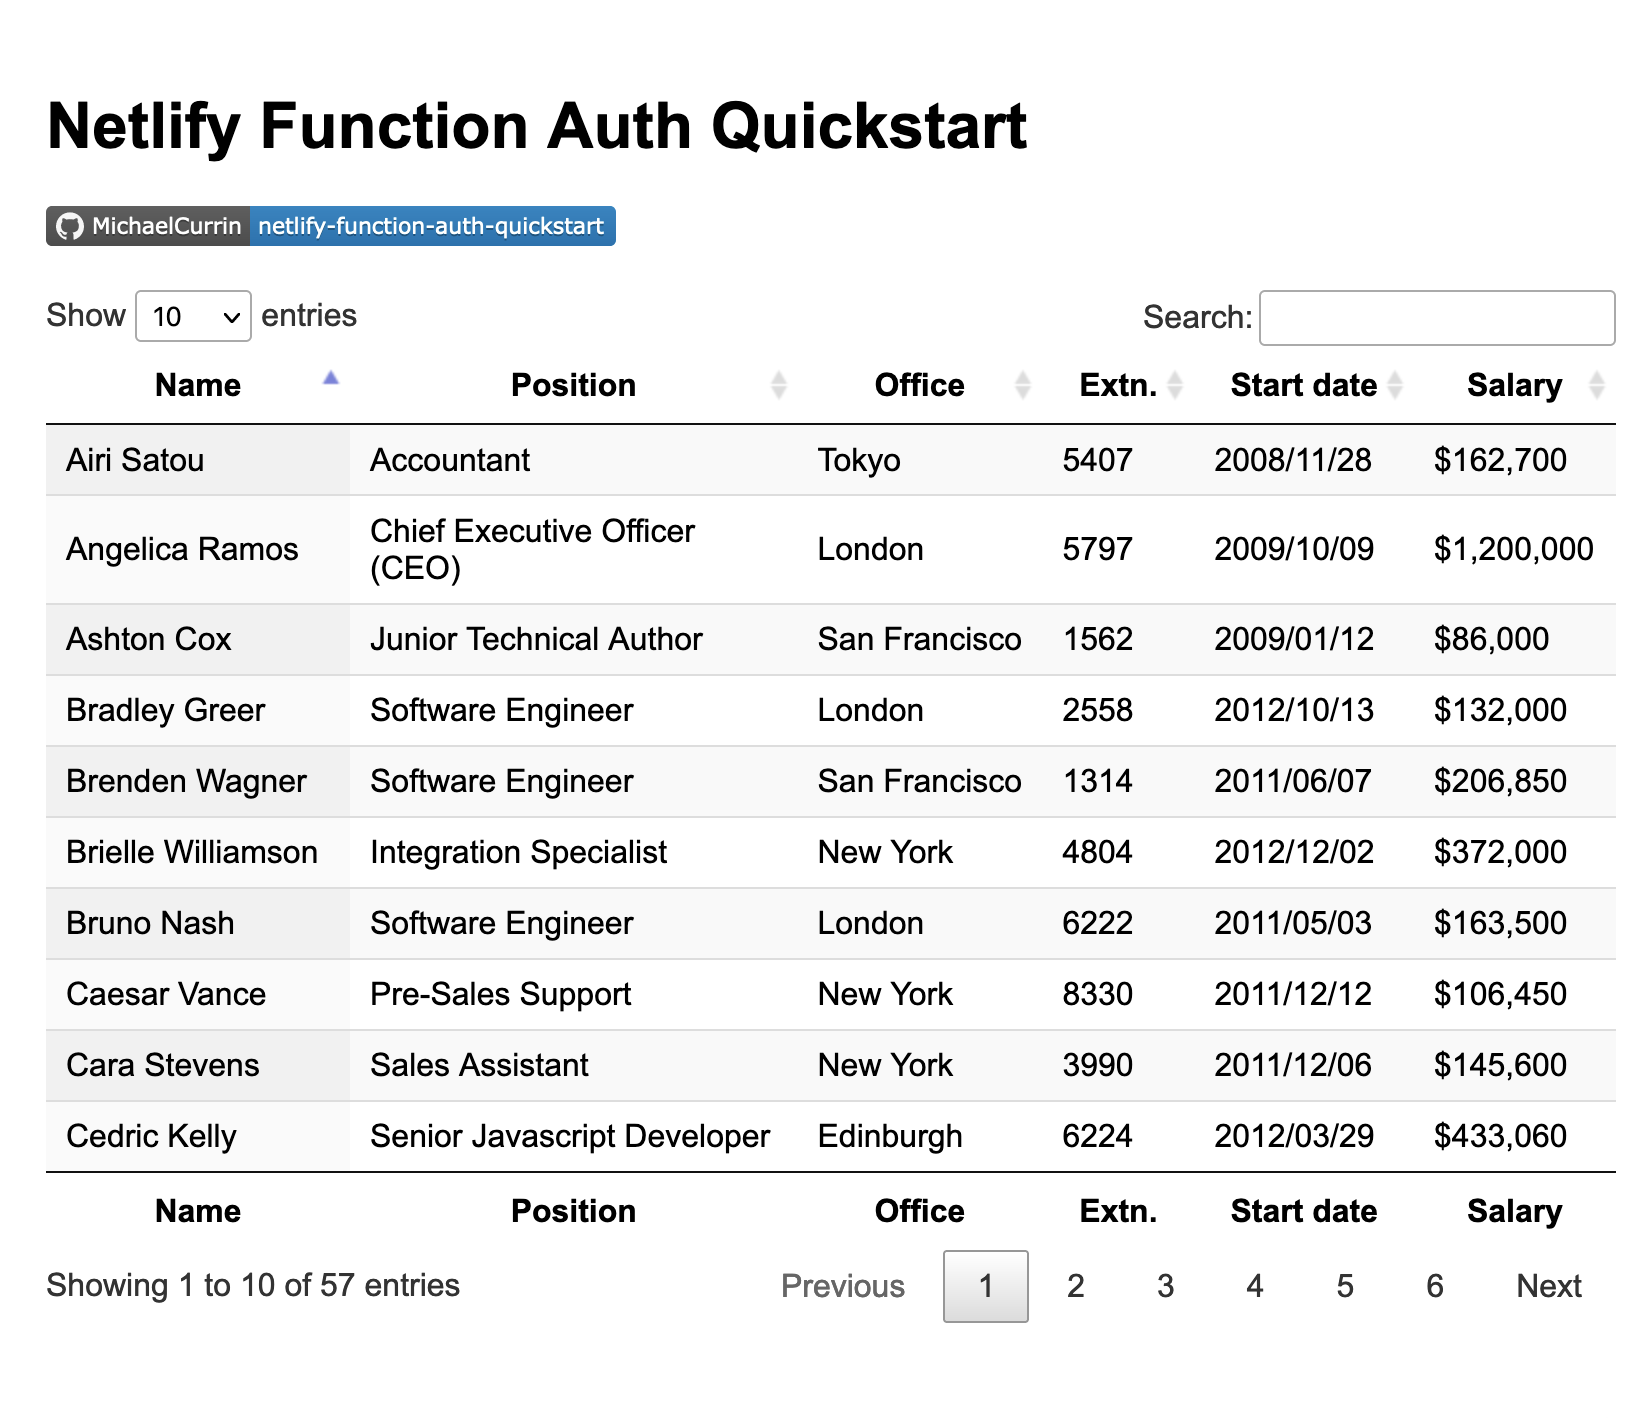 Netlify Function Auth Quickstart
MichaelCurrin netlify-function-auth-quickstart
Show 10 entries Search:
Name Position Office Extn. Start date Salary
Airi Satou Accountant Tokyo 5407 2008/11/28 $162,700
Angelica Ramos Chief Executive Officer (CEO) London 5797 2009/10/09 $1,200,000
Ashton Cox Junior Technical Author San Francisco 1562 2009/01/12 $86,000
Bradley Greer Software Engineer London 2558 2012/10/13 $132,000
Brenden Wagner Software Engineer San Francisco 1314 2011/06/07 $206,850
Brielle Williamson Integration Specialist New York 4804 2012/12/02 $372,000
Bruno Nash Software Engineer London 6222 2011/05/03 $163,500
Caesar Vance Pre-Sales Support New York 8330 2011/12/12 $106,450
Cara Stevens Sales Assistant New York 3990 2011/12/06 $145,600
Cedric Kelly Senior Javascript Developer Edinburgh 6224 2012/03/29 $433,060
Name Position Office Extn. Start date Salary
Showing 1 to 10 of 57 entries Previous 1 2 3 4 5 6 Next